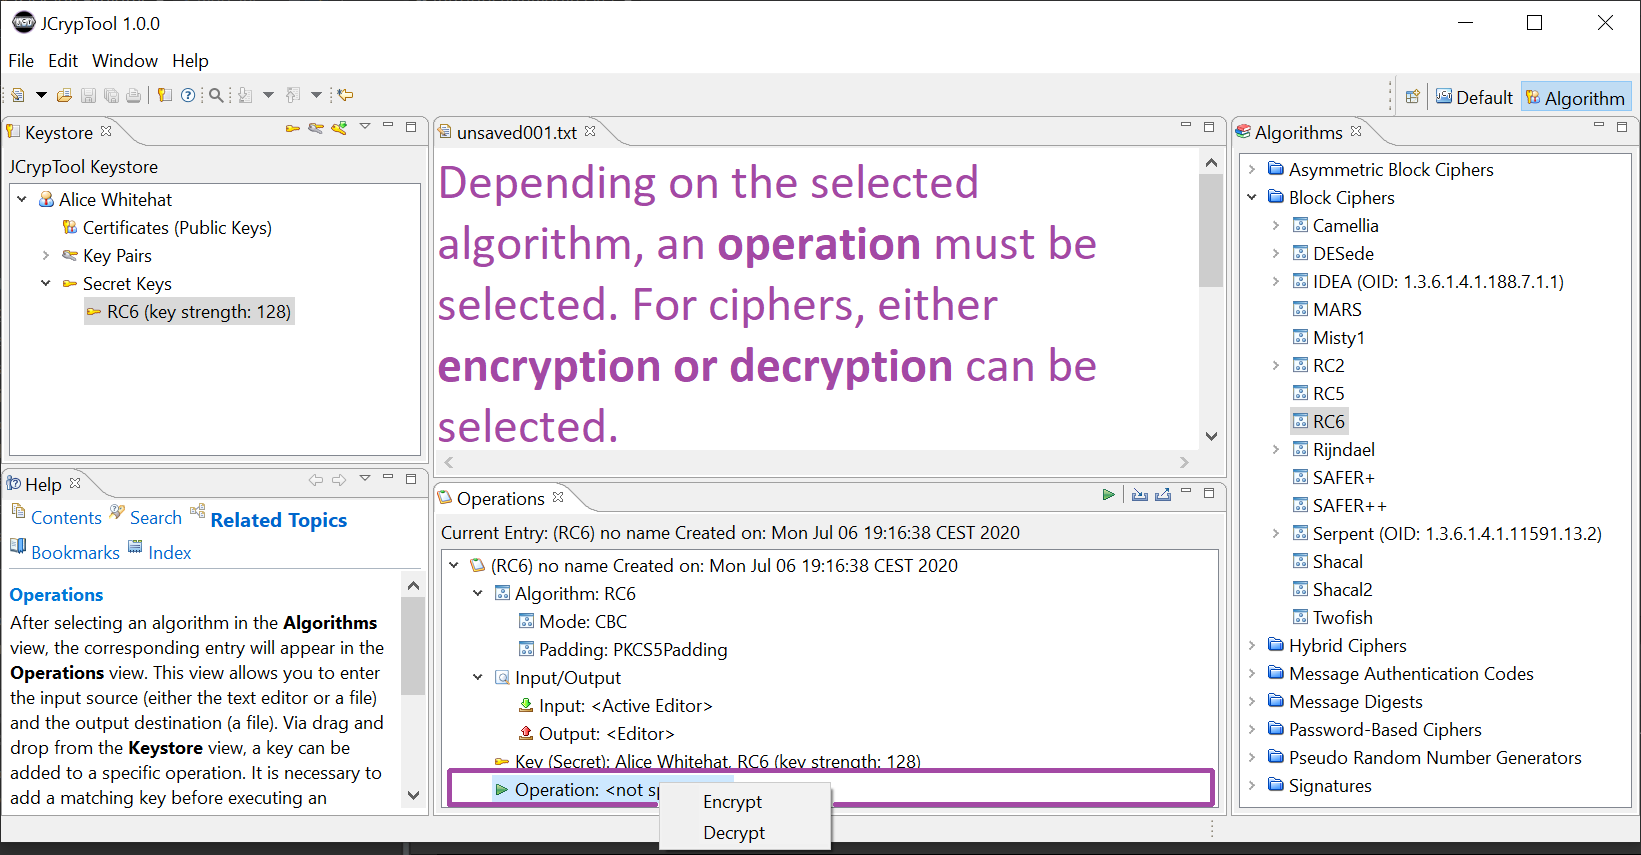 JCrypTool 1.0.0
File Edit Window Help
Default Algorithm
Keystore
JCrypTool Keystore
Alice Whitehat
Certificates (Public Keys)
Key Pairs
Secret Keys
RC6 (key strength: 128)
Help
Contents Search Related Topics
Bookmarks Index
Operations
After selecting an algorithm in the Algorithms
view, the corresponding entry will appear in the
Operations view. This view allows you to enter
the input source (either the text editor or a file)
and the output destination (a file). Via drag and
drop from the Keystore view, a key can be
added to a specific operation. It is necessary to
add a matching key before executing an
unsaved001.txt
Depending on the selected
algorithm, an operation must be
selected. For ciphers, either
encryption or decryption can be
selected.
Operations
Current Entry: (RC6) no name Created on: Mon Jul 06 19:16:38 CEST 2020
(RC6) no name Created on: Mon Jul 06 19:16:38 CEST 2020
Algorithm: RC6
Mode: CBC
Padding: PKCS5Padding
Input/Output
Input: <Active Editor>
Output: <Editor>
Key (Secret): Alice Whitehat, RC6 (key strength: 128)
Operation: <not
Encrypt
Decrypt
Algorithms
Asymmetric Block Ciphers
Block Ciphers
Camellia
DESede
IDEA (OID: 1.3.6.1.4.1.188.7.1.1)
MARS
Misty1
RC2
RC5
RC6
Rijndael
SAFER+
SAFER++
Serpent (OID: 1.3.6.1.4.1.11591.13.2)
Shacal
Shacal2
Twofish
Hybrid Ciphers
Message Authentication Codes
Message Digests
Password-Based Ciphers
Pseudo Random Number Generators
Signatures